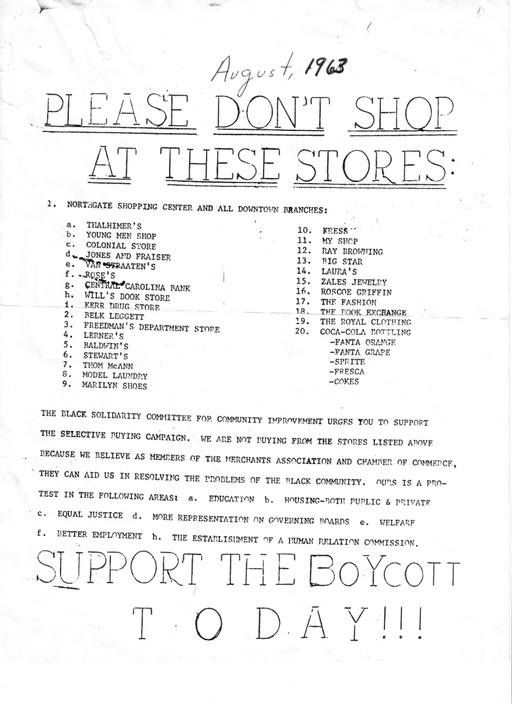 August, 1963
PLEASE DON'T SHOP
AT THESE STORES:
1. NORTHGATE SHOPPING CENTER AND ALL DOWNTOWN BRANCHES:
a. THALHIMER'S
b. YOUNG MEN SHOP
c. COLONIAL STORE
d. JONES AND FRAISER
e. VAN STRAATEN'S
f. ROSE'S
g. CENTRAL CAROLINA BANK
h. WILL'S BOOK STORE
i. KERR DRUG STORE
2. BELK LEGGETT
3. FREEDMAN'S DEPARTMENT STORE
4. LERNER'S
5. BALDWIN'S
6. STEWART'S
7. THOM McANN
8. MODEL LAUNDRY
9. MARILYN SHOES
10. KRESS
11. MY SHOP
12. RAY BROWNING
13. BIG STAR
14. LAURA'S
15. ZALES JEWELRY
16. ROSCOE GRIFFIN
17. THE FASHION
18. THE BOOK EXCHANGE
19. THE ROYAL CLOTHING
20. COCA-COLA BOTTLING
-FANTA ORANGE
-FANTA GRAPE
-SPRITE
-FRESCA
-COKES
THE BLACK SOLIDARITY COMMITTEE FOR COMMUNITY IMPROVEMENT URGES YOU TO SUPPORT
THE SELECTIVE BUYING CAMPAIGN. WE ARE NOT BUYING FROM THE STORES LISTED ABOVE
BECAUSE WE BELIEVE AS MEMBERS OF THE MERCHANTS ASSOCIATION AND CHAMBER OF COMMERCE,
THEY CAN AID US IN RESOLVING THE PROBLEMS OF THE BLACK COMMUNITY. OURS IS A PRO-
TEST IN THE FOLLOWING AREAS: a. EDUCATION b. HOUSING-BOTH PUBLIC & PRIVATE
c. EQUAL JUSTICE d. MORE REPRESENTATION ON GOVERNING BOARDS e. WELFARE
f. BETTER EMPLOYMENT h. THE ESTABLISHMENT OF A HUMAN RELATION COMMISSION.
SUPPORT THE BOYCOTT
TODAY!!!